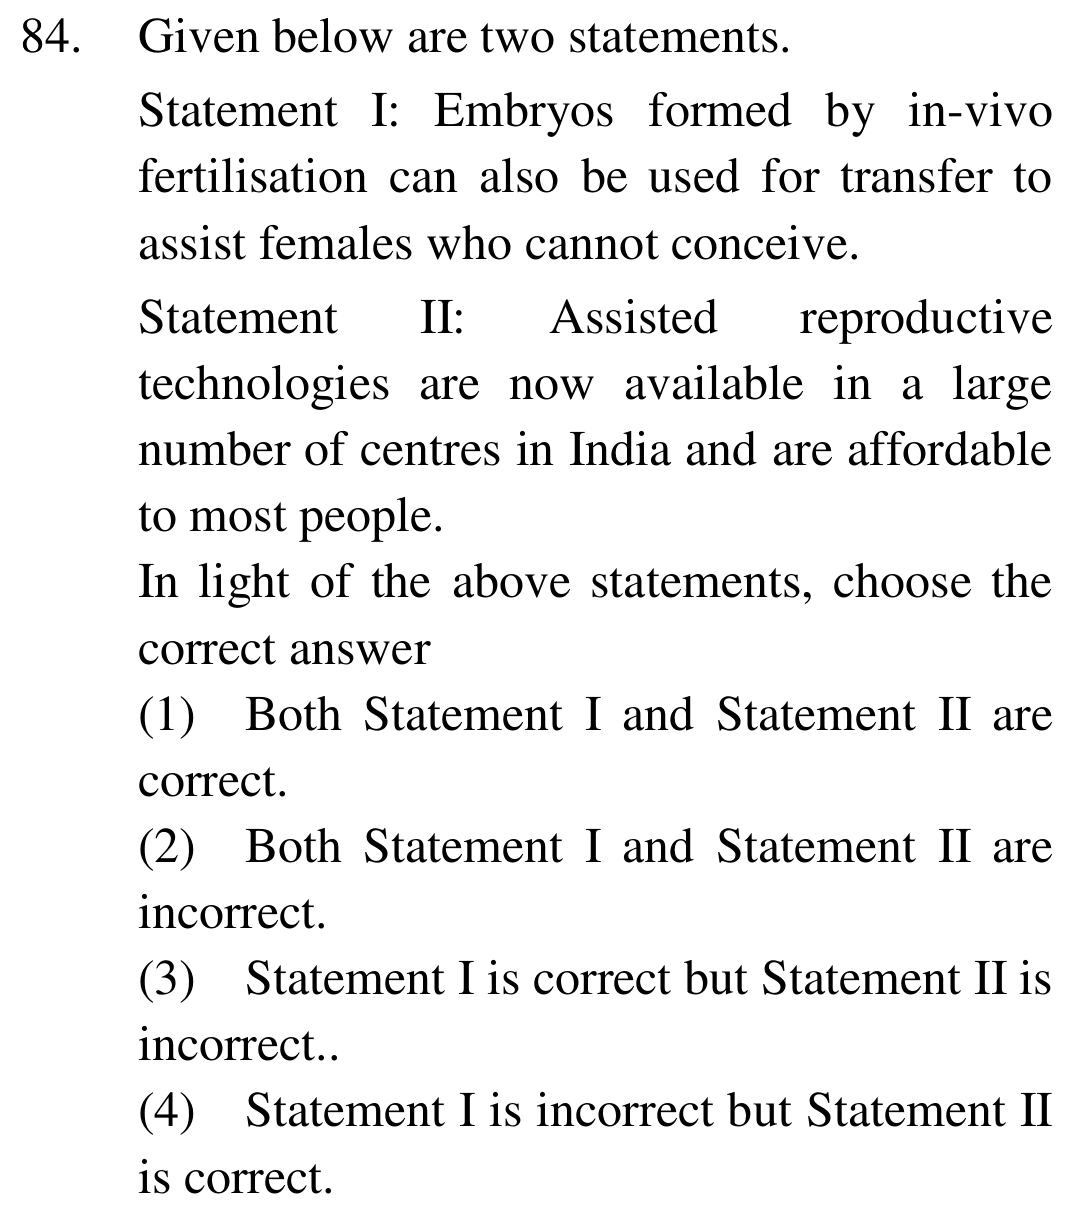 84. Given below are two statements.
Statement I: Embryos formed by in-vivo
fertilisation can also be used for transfer to
assist females who cannot conceive.
Statement II: Assisted reproductive
technologies are now available in a large
number of centres in India and are affordable
to most people.
In light of the above statements, choose the
correct answer
(1) Both Statement I and Statement II are
correct.
(2) Both Statement I and Statement II are
incorrect.
(3) Statement I is correct but Statement II is
incorrect..
(4) Statement I is incorrect but Statement II
is correct.